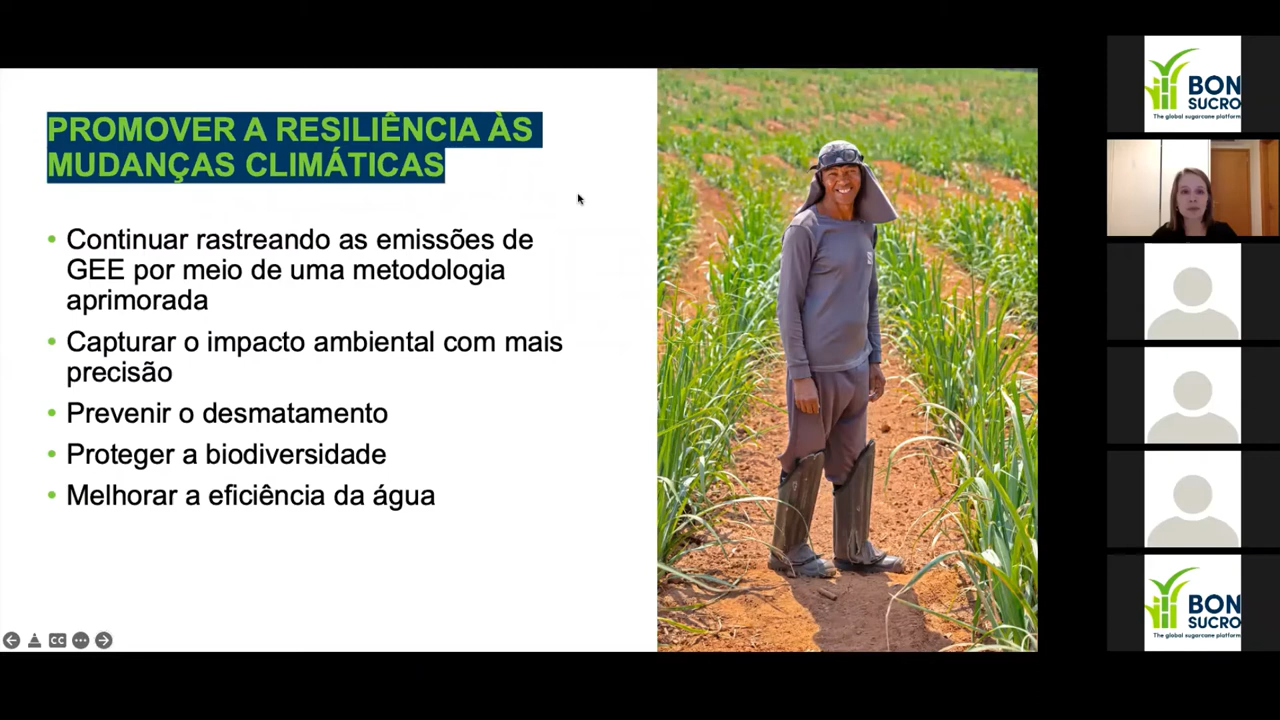 PROMOVER A RESILIÊNCIA ÀS
MUDANÇAS CLIMÁTICAS
• Continuar rastreando as emissões de
GEE por meio de uma metodologia
aprimorada
• Capturar o impacto ambiental com mais
precisão
• Prevenir o desmatamento
• Proteger a biodiversidade
• Melhorar a eficiência da água
CC
BON
SUCRO
The global sugarcane platform
BON
SUCRO
The global sugarcane platform